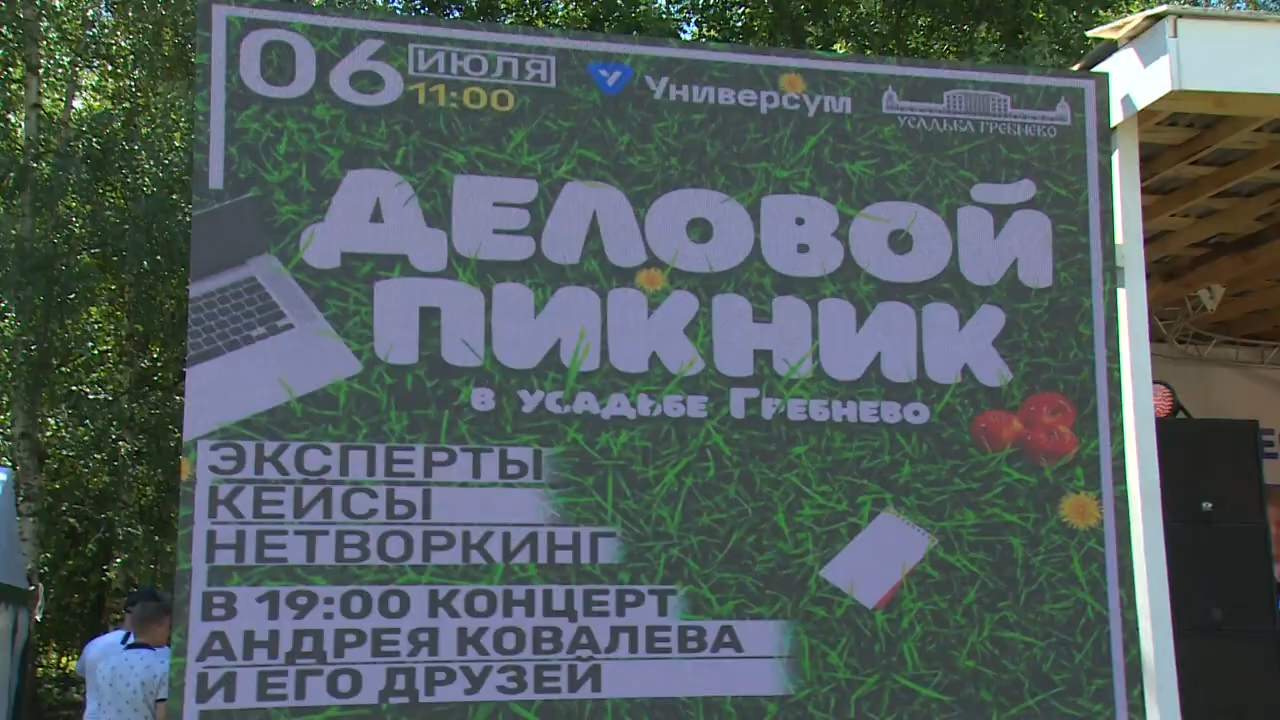 06 ИЮЛЯ
11:00
Универсум
УСАДЬБА ГРЕБНЕВО
ДЕЛОВОЙ
ПИКНИК
В УСАДЬБЕ ГРЕБНЕВО
ЭКСПЕРТЫ
КЕЙСЫ
НЕТВОРКИНГ
В 19:00 КОНЦЕРТ
АНДРЕЯ КОВАЛЕВА
И ЕГО ДРУЗЕЙ